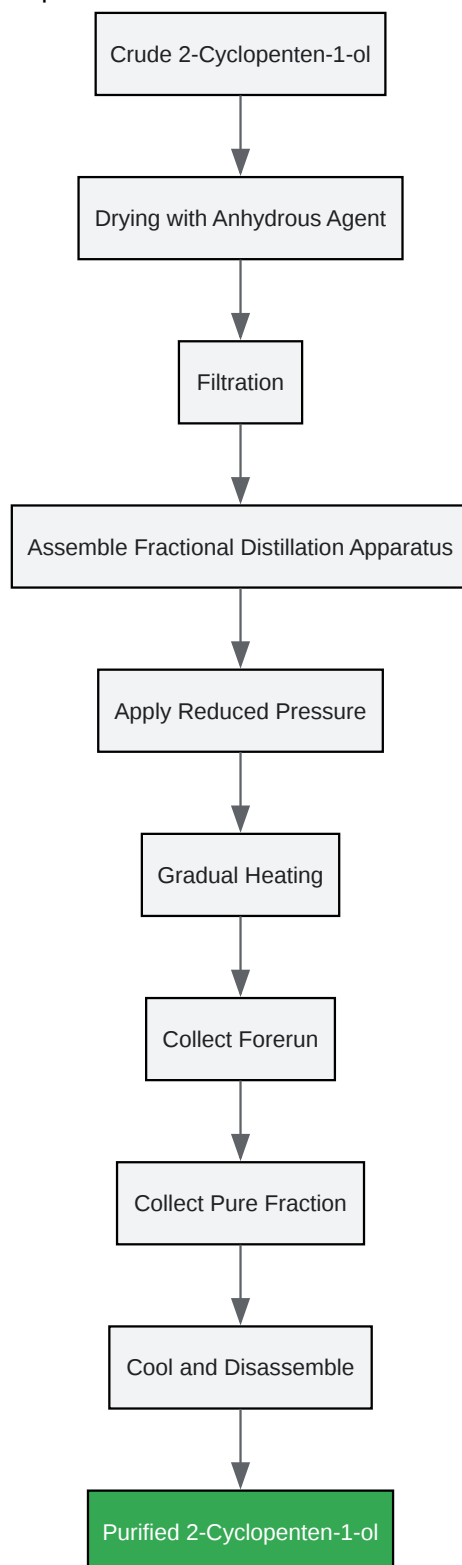 Crude 2-Cyclopenten-1-ol
Drying with Anhydrous Agent
Filtration
Assemble Fractional Distillation Apparatus
Apply Reduced Pressure
Gradual Heating
Collect Forerun
Collect Pure Fraction
Cool and Disassemble
Purified 2-Cyclopenten-1-ol